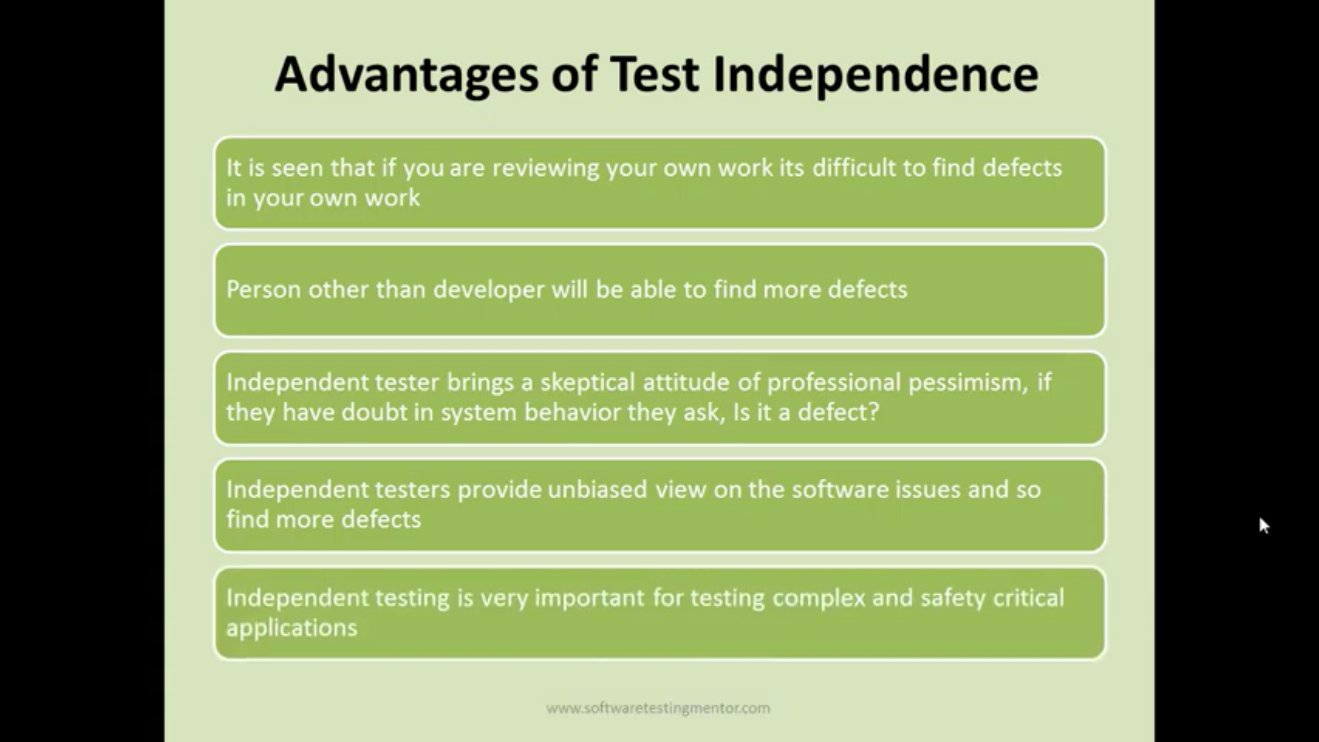 Advantages of Test Independence
It is seen that if you are reviewing your own work its difficult to find defects
in your own work
Person other than developer will be able to find more defects
Independent tester brings a skeptical attitude of professional pessimism, if
they have doubt in system behavior they ask, Is it a defect?
Independent testers provide unbiased view on the software issues and so
find more defects
Independent testing is very important for testing complex and safety critical
applications
www.softwaretestingmentor.com